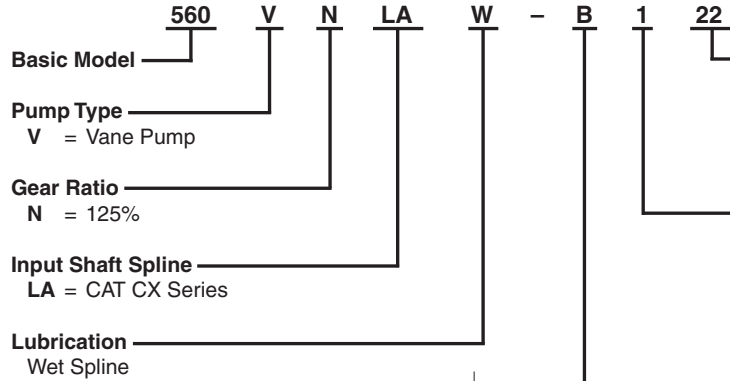 560 V N LA W – B 1 22
Basic Model
Pump Type
V = Vane Pump
Gear Ratio
N = 125%
Input Shaft Spline
LA = CAT CX Series
Lubrication
Wet Spline